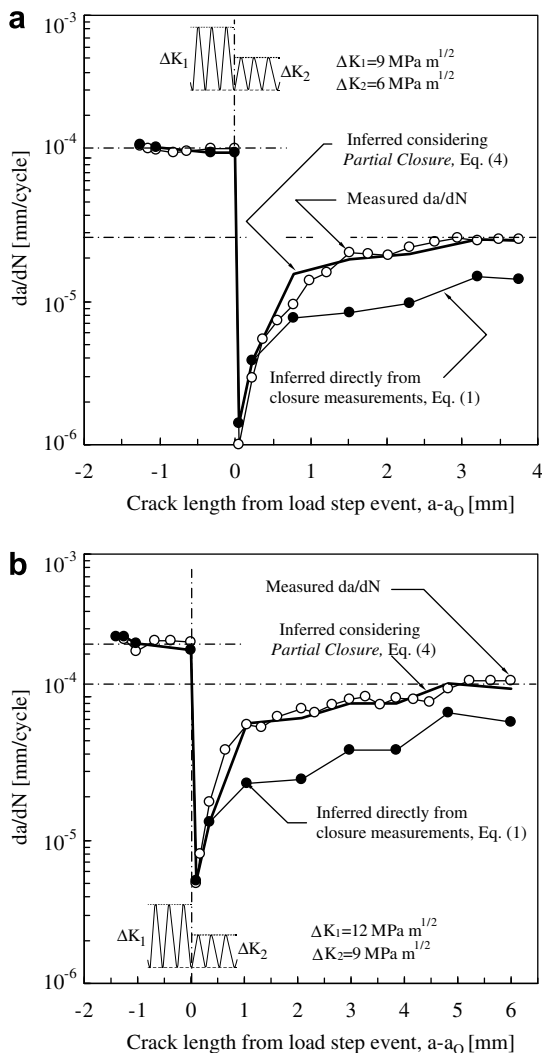 a
10^-3
ΔK1
ΔK2
ΔK1=9 MPa m^1/2
ΔK2=6 MPa m^1/2
10^-4
Inferred considering
Partial Closure, Eq. (4)
Measured da/dN
da/dN [mm/cycle]
10^-5
Inferred directly from
closure measurements, Eq. (1)
10^-6
-2 -1 0 1 2 3 4
Crack length from load step event, a-aO [mm]
b
10^-3
Measured da/dN
Inferred considering
Partial Closure, Eq. (4)
10^-4
da/dN [mm/cycle]
10^-5
Inferred directly from
closure measurements, Eq. (1)
ΔK1
ΔK2
ΔK1=12 MPa m^1/2
ΔK2=9 MPa m^1/2
10^-6
-2 -1 0 1 2 3 4 5 6
Crack length from load step event, a-aO [mm]